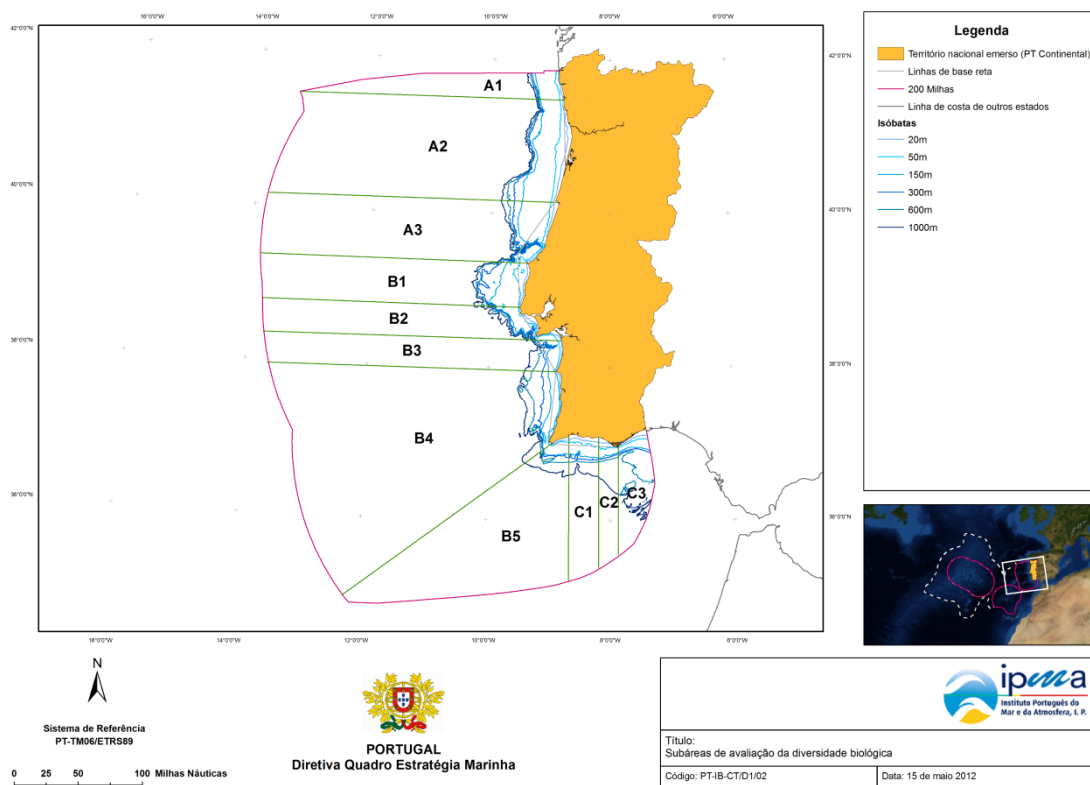 42°0'0"N
40°0'0"N
38°0'0"N
36°0'0"N
16°0'0"W
14°0'0"W
12°0'0"W
10°0'0"W
8°0'0"W
6°0'0"W
42°0'0"N
40°0'0"N
38°0'0"N
36°0'0"N
16°0'0"W
14°0'0"W
12°0'0"W
10°0'0"W
8°0'0"W
6°0'0"W
A1
A2
A3
B1
B2
B3
B4
B5
C1
C2
C3
Legenda
Território nacional emerso (PT Continental)
Linhas de base reta
200 Milhas
Linha de costa de outros estados
Isóbatas
20m
50m
150m
300m
600m
1000m
N
Sistema de Referência
PT-TM06/ETRS89
0 25 50 100 Milhas Náuticas
PORTUGAL
Diretiva Quadro Estratégia Marinha
ipma
Instituto Português do
Mar e da Atmosfera, I. P.
Título:
Subáreas de avaliação da diversidade biológica
Código: PT-IB-CT/D1/02
Data: 15 de maio 2012